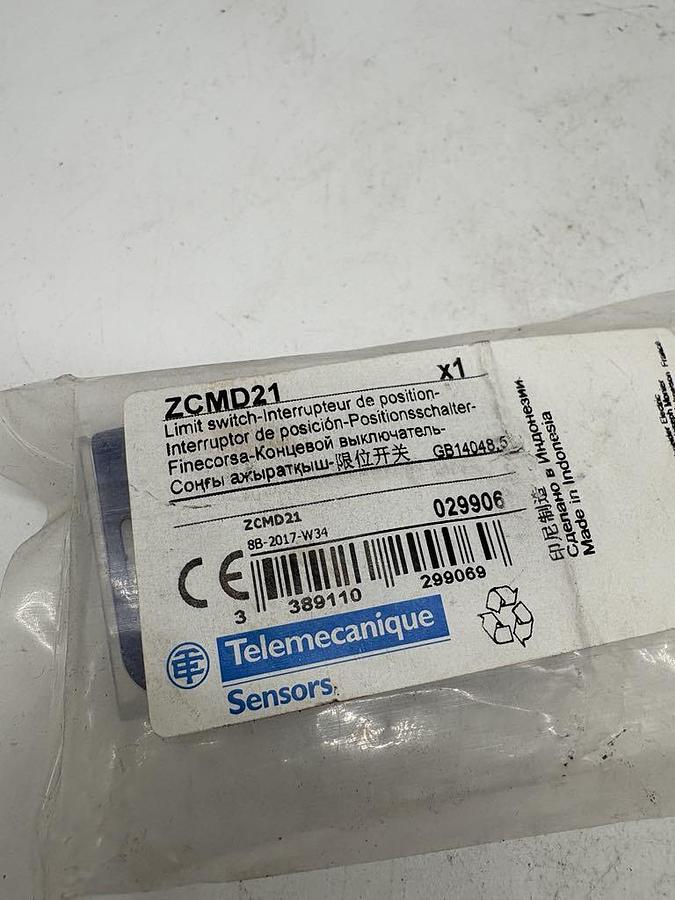 ZCMD21 x1
Limit switch-Interrupteur de position-
Interruptor de posición-Positionsschalter-
Finecorsa-Концевой выключатель-
Соңғы ажыратқыш-限位开关 GB14048.5
ZCMD21 029906
8B-2017-W34
CE
3 389110 299069
Telemecanique
Sensors
印尼制造
Сделано в Индонезии
Made in Indonesia